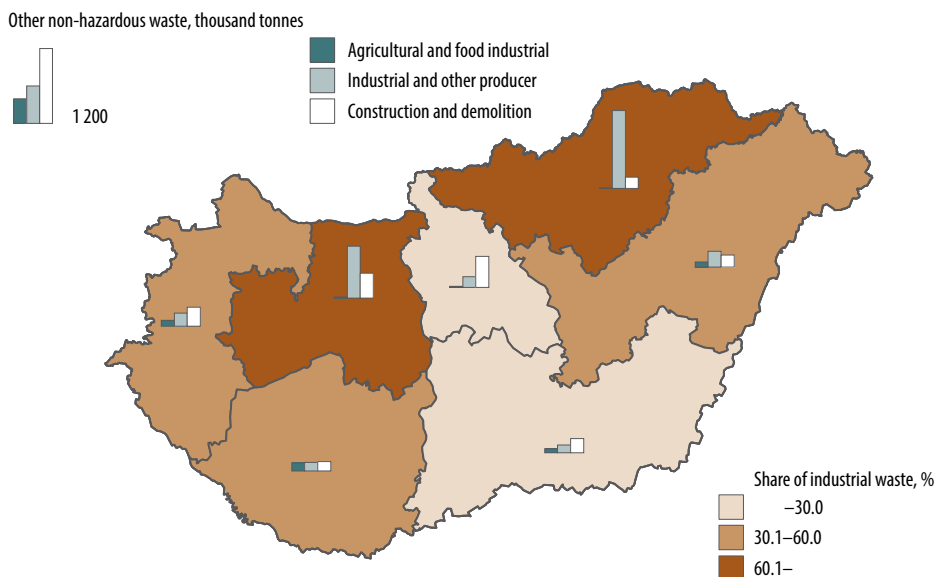 Other non-hazardous waste, thousand tonnes
1 200
Agricultural and food industrial
Industrial and other producer
Construction and demolition
Share of industrial waste, %
–30.0
30.1–60.0
60.1–